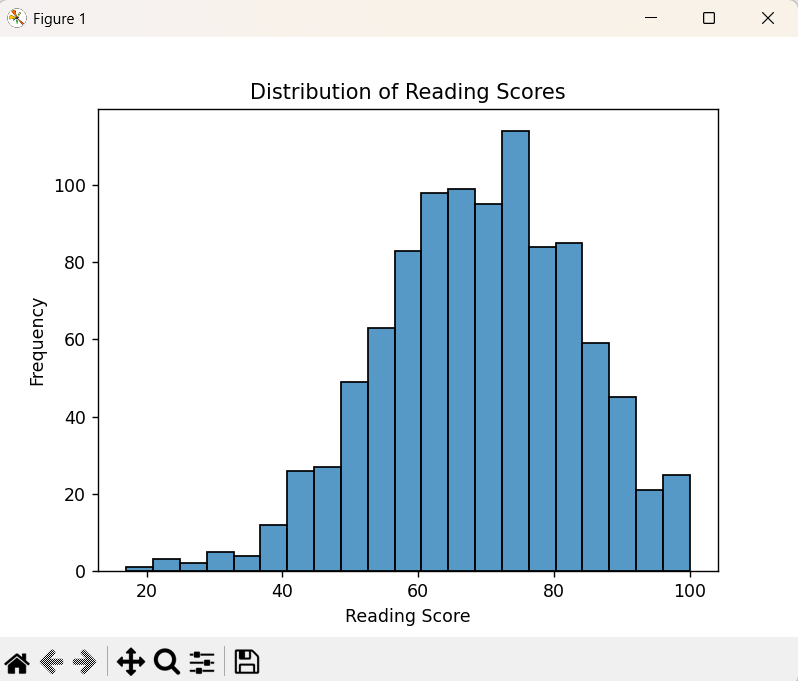 Figure 1
Distribution of Reading Scores
100
80
60
40
20
0
Frequency
20 40 60 80 100
Reading Score